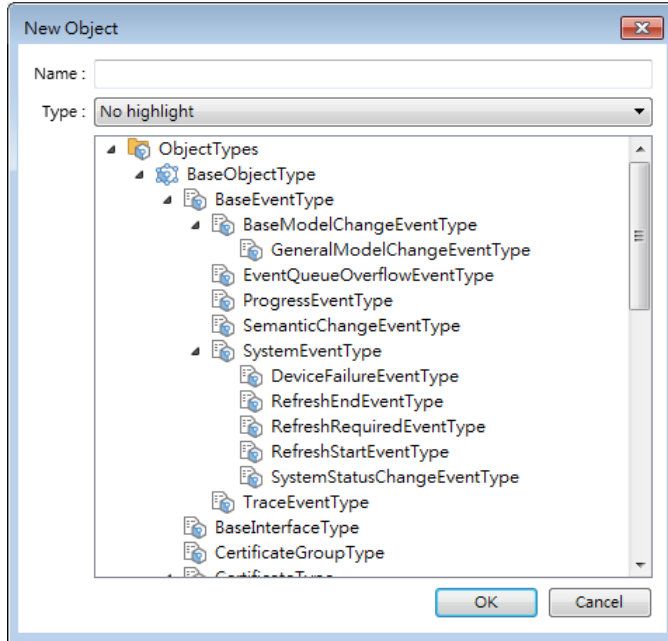 New Object
Name :
Type : No highlight
ObjectTypes
BaseObjectType
BaseEventType
BaseModelChangeEventType
GeneralModelChangeEventType
EventQueueOverflowEventType
ProgressEventType
SemanticChangeEventType
SystemEventType
DeviceFailureEventType
RefreshEndEventType
RefreshRequiredEventType
RefreshStartEventType
SystemStatusChangeEventType
TraceEventType
BaseInterfaceType
CertificateGroupType
CertificateType
OK Cancel